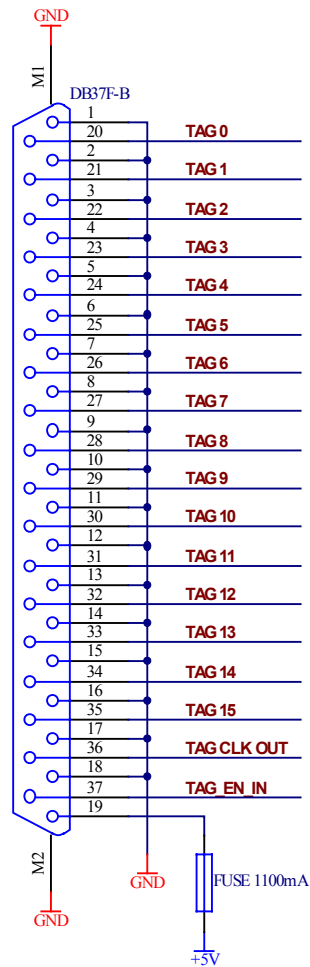 GND
M1
DB37F-B
1
20 TAG 0
2
21 TAG 1
3
22 TAG 2
4
23 TAG 3
5
24 TAG 4
6
25 TAG 5
7
26 TAG 6
8
27 TAG 7
9
28 TAG 8
10
29 TAG 9
11
30 TAG 10
12
31 TAG 11
13
32 TAG 12
14
33 TAG 13
15
34 TAG 14
16
35 TAG 15
17
36 TAG CLK OUT
18
37 TAG_EN_IN
19
M2
GND
GND
FUSE 1100mA
+5V